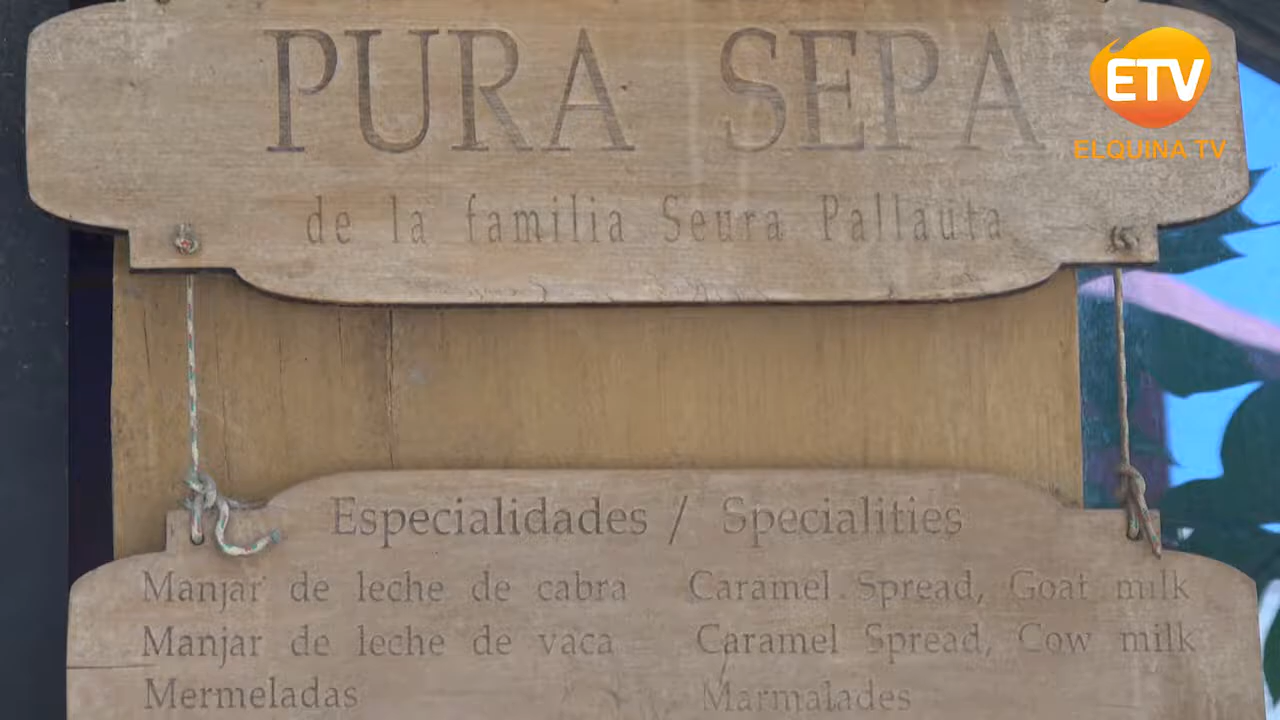 PURA SEPA
de la familia Seura Pallauta
ETV
ELQUINA TV
Especialidades / Specialities
Manjar de leche de cabra Caramel Spread, Goat milk
Manjar de leche de vaca Caramel Spread, Cow milk
Mermeladas Marmalades